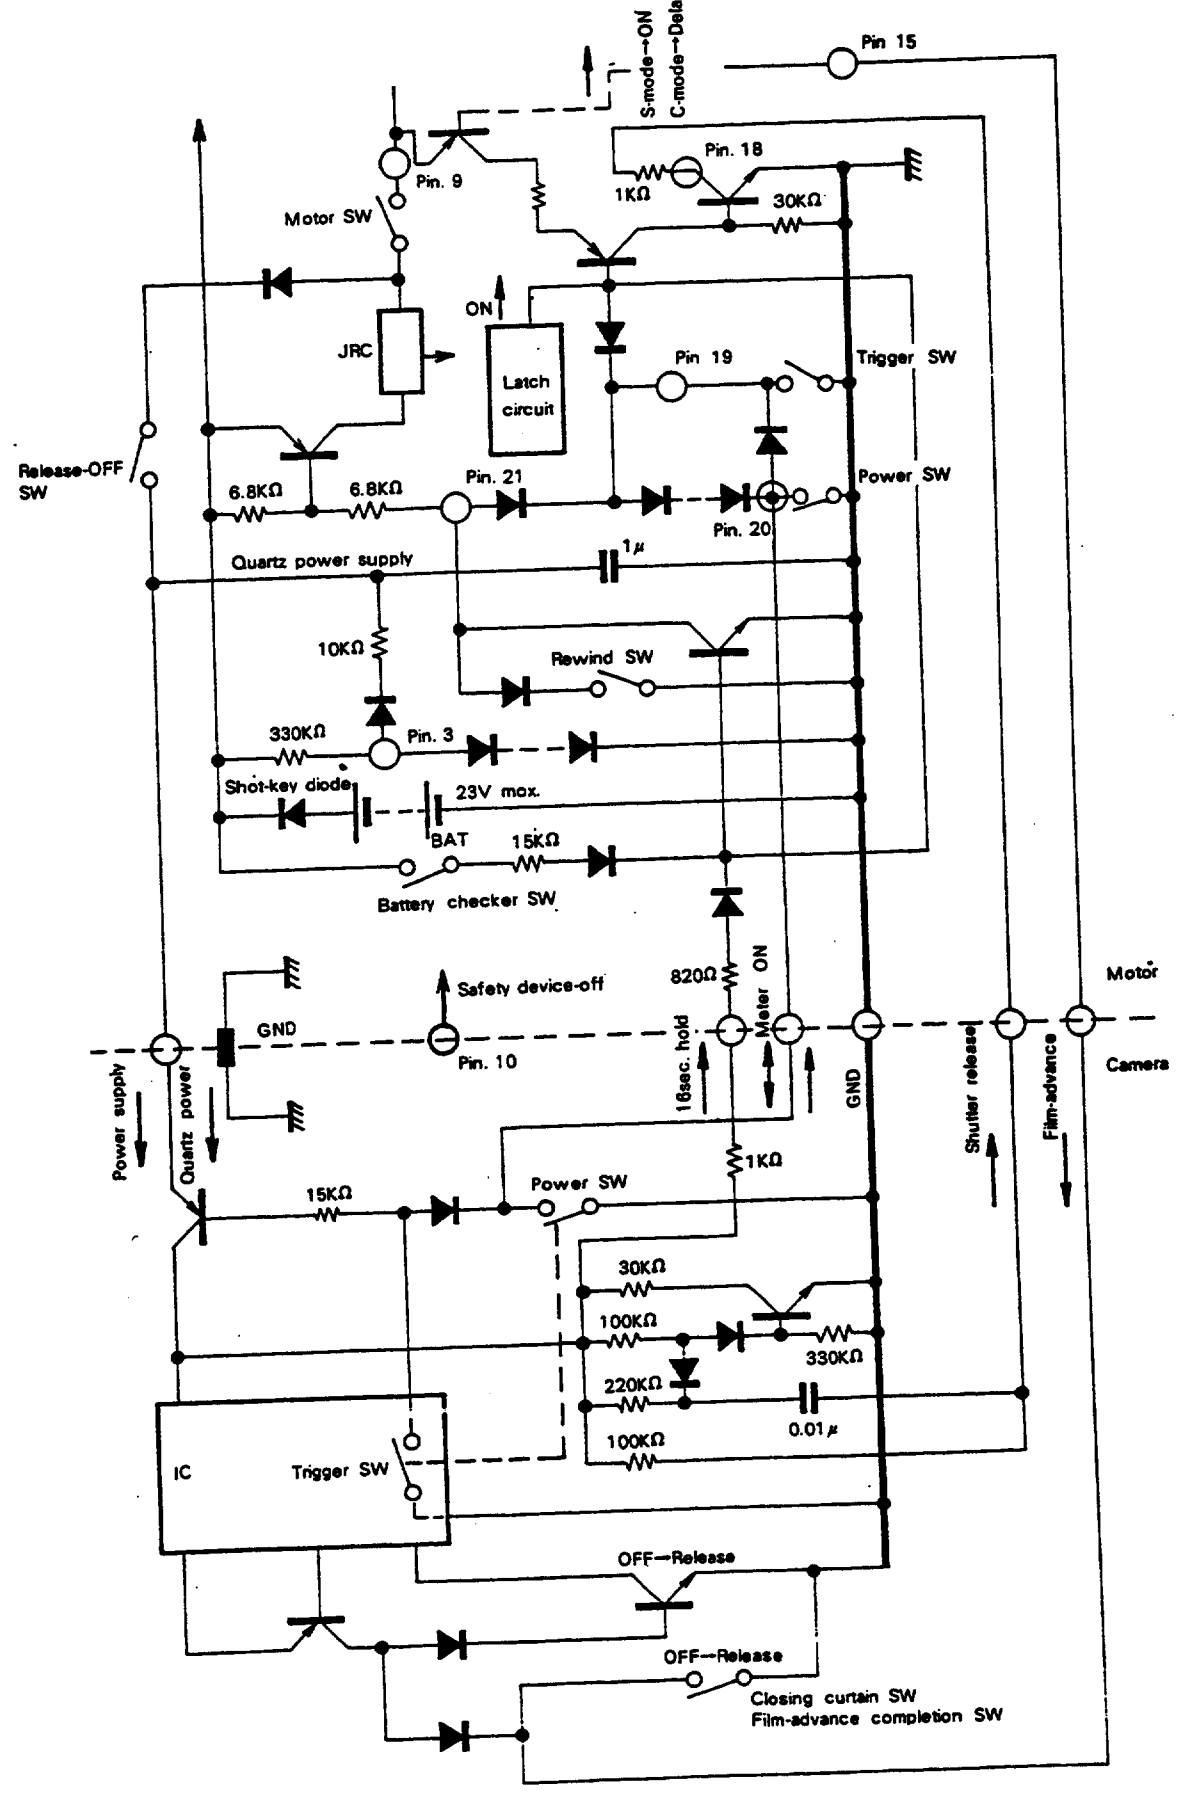 S-mode→ON
C-mode→Dela
Pin 15
Pin. 18
1KΩ
30KΩ
Pin. 9
Motor SW
ON
JRC
Latch
circuit
Pin 19
Trigger SW
Release-OFF
SW
6.8KΩ
6.8KΩ
Pin. 21
Power SW
Pin. 20
Quartz power supply
1μ
10KΩ
Rewind SW
330KΩ
Pin. 3
Shot-key diode
23V max.
BAT
15KΩ
Battery checker SW
820Ω
Meter ON
Safety device-off
Motor
GND
Pin. 10
16sec. hold
GND
Shutter release
Film-advance
Camera
Power supply
Quartz power
1KΩ
15KΩ
Power SW
30KΩ
100KΩ
330KΩ
220KΩ
0.01μ
100KΩ
IC
Trigger SW
OFF→Release
OFF→Release
Closing curtain SW
Film-advance completion SW